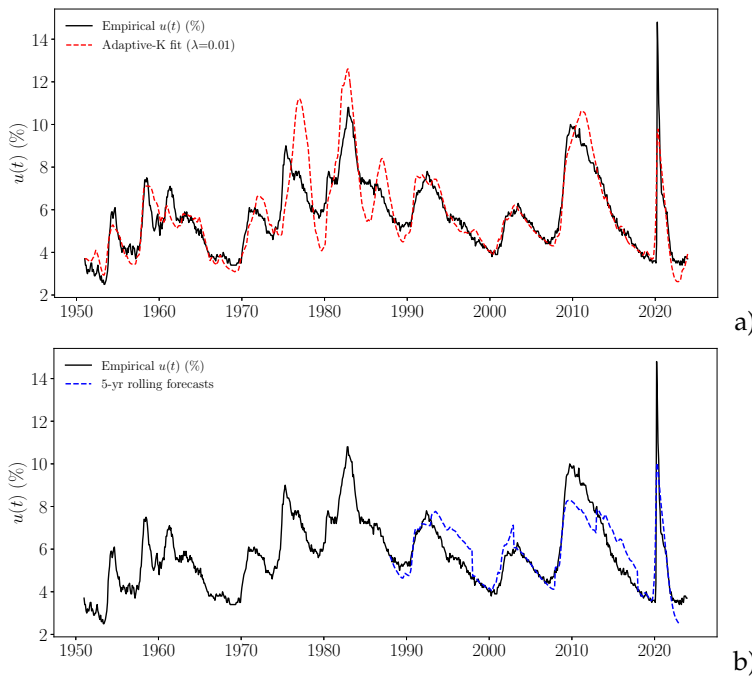 Empirical u(t) (%)
Adaptive-K fit (λ=0.01)
14
12
10
8
6
4
2
u(t) (%)
1950 1960 1970 1980 1990 2000 2010 2020
a)
Empirical u(t) (%)
5-yr rolling forecasts
14
12
10
8
6
4
2
u(t) (%)
1950 1960 1970 1980 1990 2000 2010 2020
b)